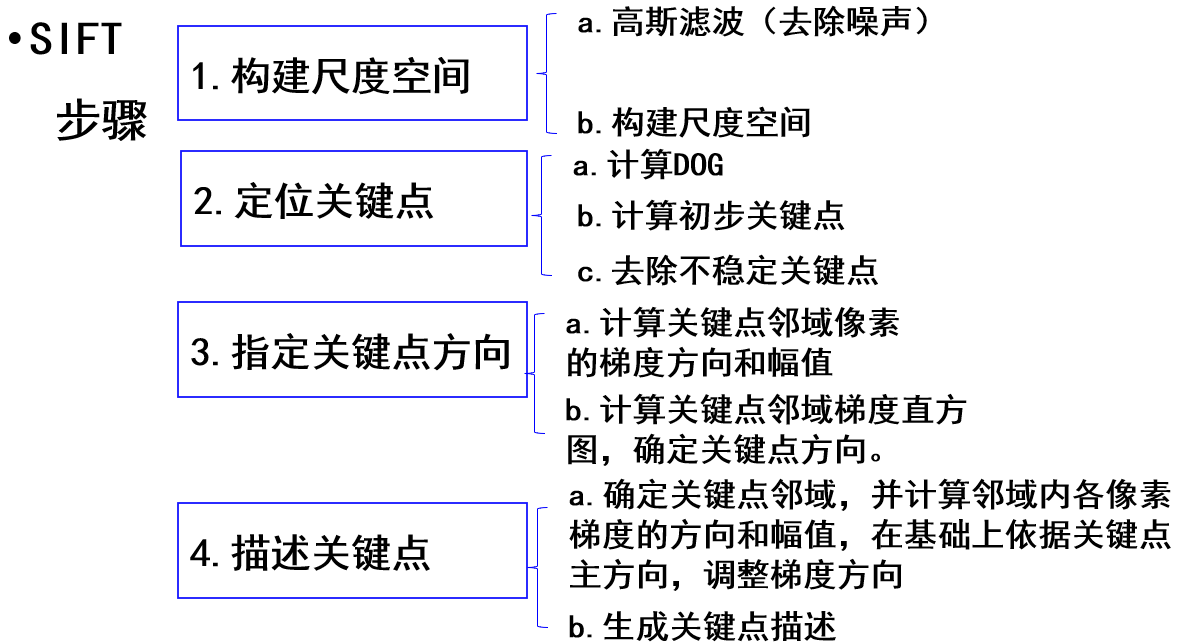 •SIFT
步骤
1.构建尺度空间
a.高斯滤波（去除噪声）
b.构建尺度空间
2.定位关键点
a.计算DOG
b.计算初步关键点
c.去除不稳定关键点
3.指定关键点方向
a.计算关键点邻域像素
的梯度方向和幅值
b.计算关键点邻域梯度直方
图，确定关键点方向。
4.描述关键点
a.确定关键点邻域，并计算邻域内各像素
梯度的方向和幅值，在基础上依据关键点
主方向，调整梯度方向
b.生成关键点描述